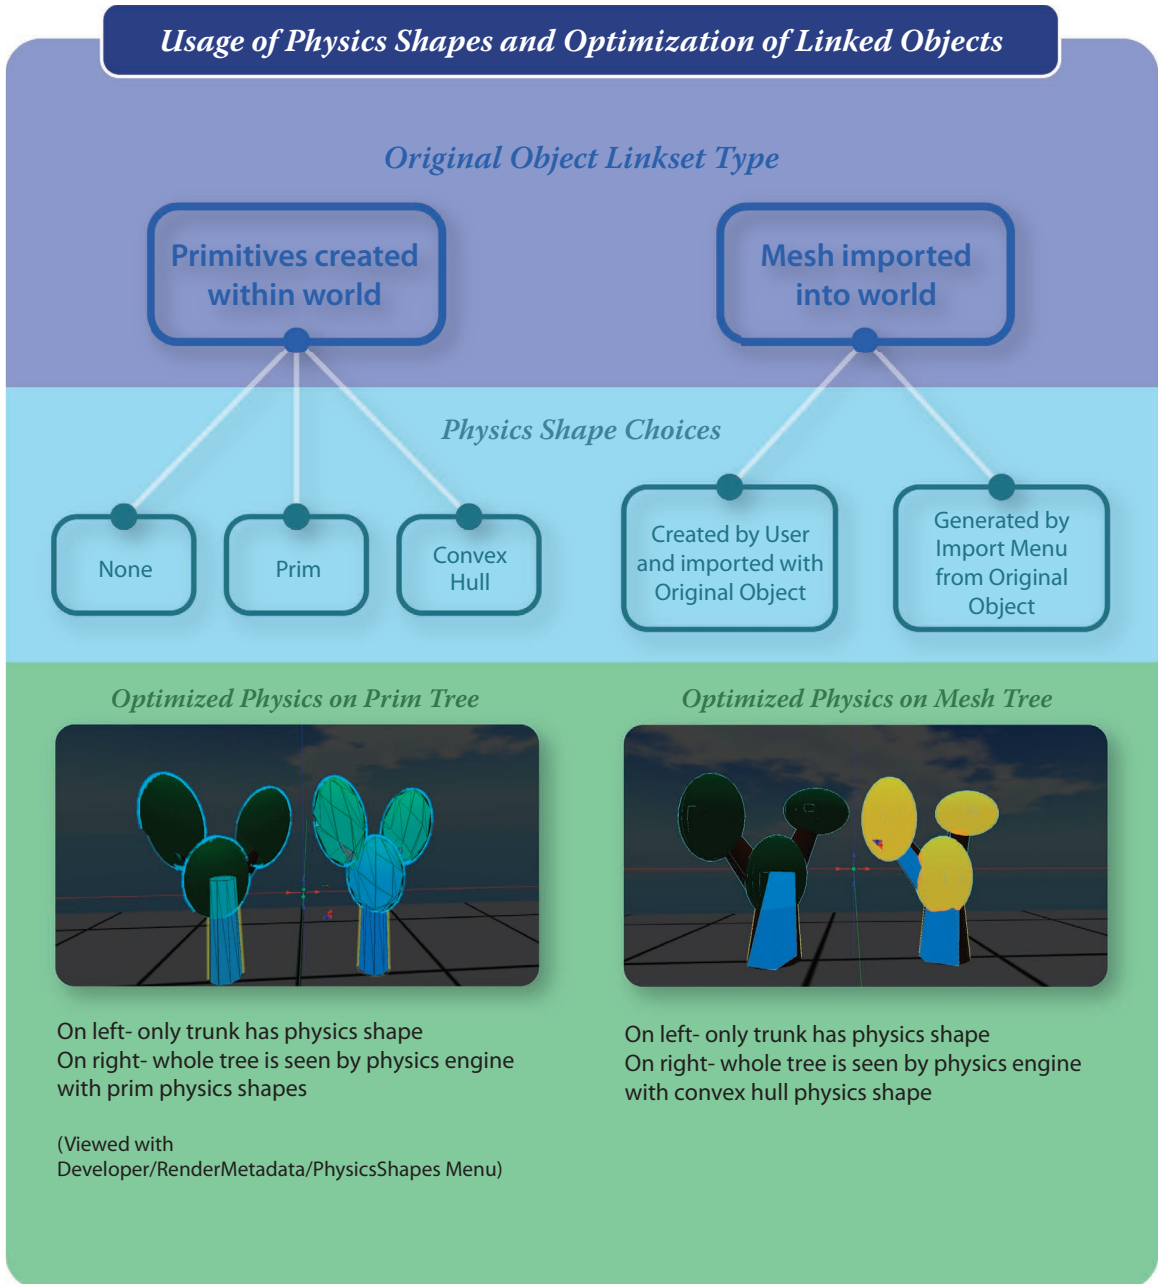 Usage of Physics Shapes and Optimization of Linked Objects
Original Object Linkset Type
Primitives created
within world
Mesh imported
into world
Physics Shape Choices
None
Prim
Convex
Hull
Created by User
and imported with
Original Object
Generated by
Import Menu
from Original
Object
Optimized Physics on Prim Tree
Optimized Physics on Mesh Tree
On left- only trunk has physics shape
On right- whole tree is seen by physics engine
with prim physics shapes
(Viewed with
Developer/RenderMetadata/PhysicsShapes Menu)
On left- only trunk has physics shape
On right- whole tree is seen by physics engine
with convex hull physics shape